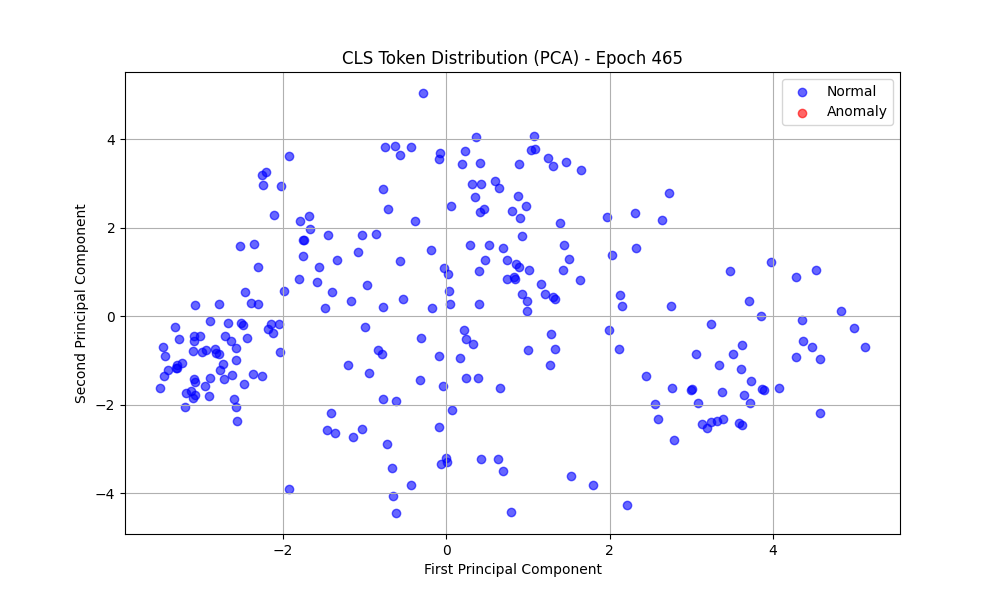 CLS Token Distribution (PCA) - Epoch 465
Normal
Anomaly
4
2
0
−2
−4
Second Principal Component
−2
0
2
4
First Principal Component